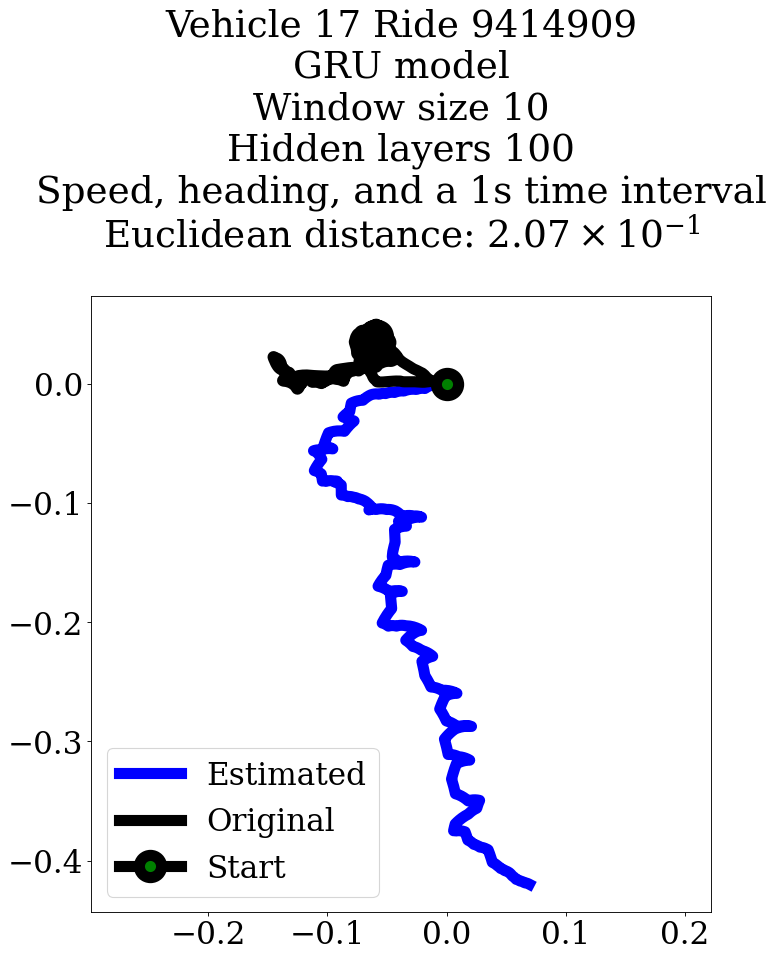 Vehicle 17 Ride 9414909
GRU model
Window size 10
Hidden layers 100
Speed, heading, and a 1s time interval
Euclidean distance: 2.07 × 10⁻¹
0.0
−0.1
−0.2
−0.3
−0.4
Estimated
Original
Start
−0.2 −0.1 0.0 0.1 0.2